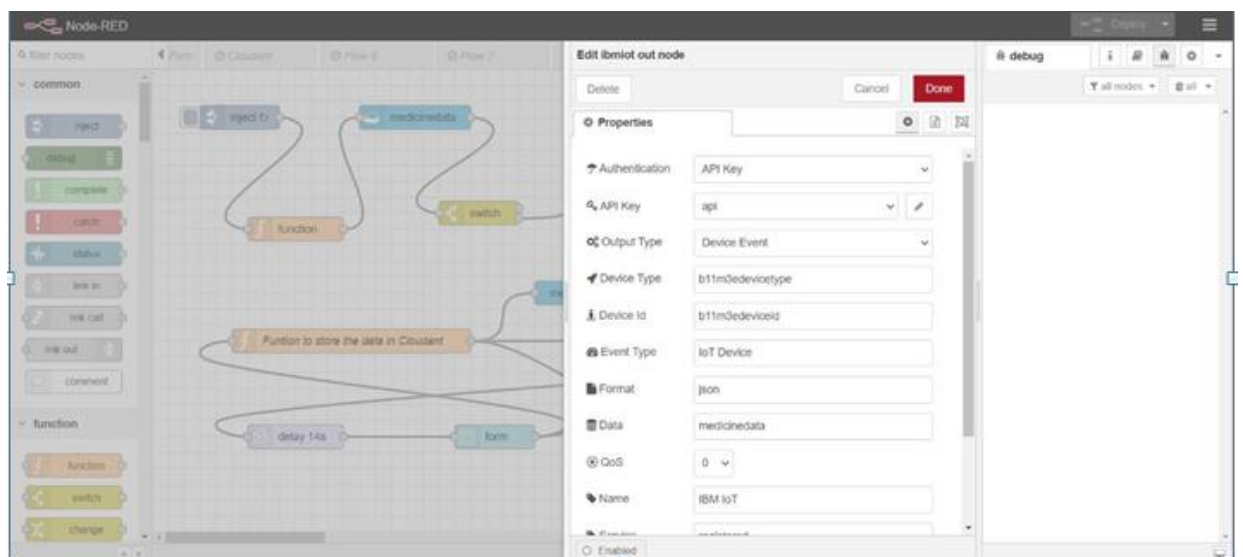 Node-RED
Deploy
filter nodes
Cloudant
Flow 6
Flow 7
common
inject
debug
complete
catch
status
link in
link call
link out
comment
function
function
switch
change
inject ↻
medicinedata
function
switch
Funtion to store the data in Cloudant
delay 14s
form
Edit ibmiot out node
Delete
Cancel
Done
Properties
Authentication
API Key
API Key
api
Output Type
Device Event
Device Type
b11m3edevicetype
Device Id
b11m3edeviceid
Event Type
IoT Device
Format
json
Data
medicinedata
QoS
0
Name
IBM IoT
Service
registered
Enabled
debug
i
all nodes
all